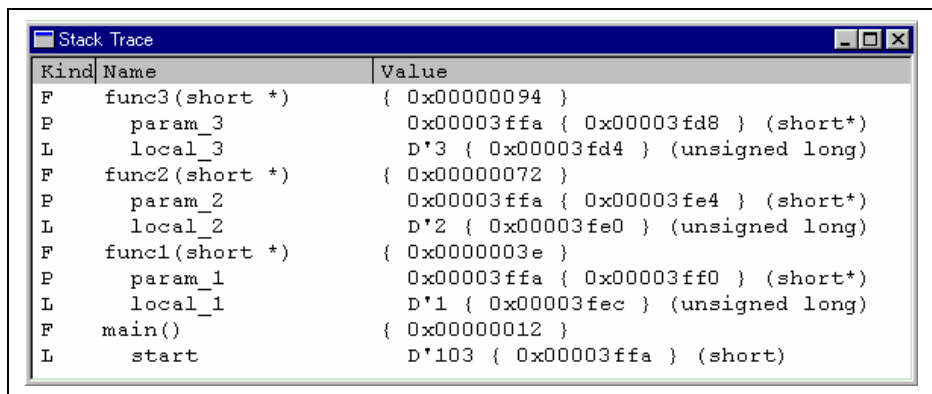 Stack Trace
Kind Name Value
F func3(short *) { 0x00000094 }
P param_3 0x00003ffa { 0x00003fd8 } (short*)
L local_3 D'3 { 0x00003fd4 } (unsigned long)
F func2(short *) { 0x00000072 }
P param_2 0x00003ffa { 0x00003fe4 } (short*)
L local_2 D'2 { 0x00003fe0 } (unsigned long)
F func1(short *) { 0x0000003e }
P param_1 0x00003ffa { 0x00003ff0 } (short*)
L local_1 D'1 { 0x00003fec } (unsigned long)
F main() { 0x00000012 }
L start D'103 { 0x00003ffa } (short)